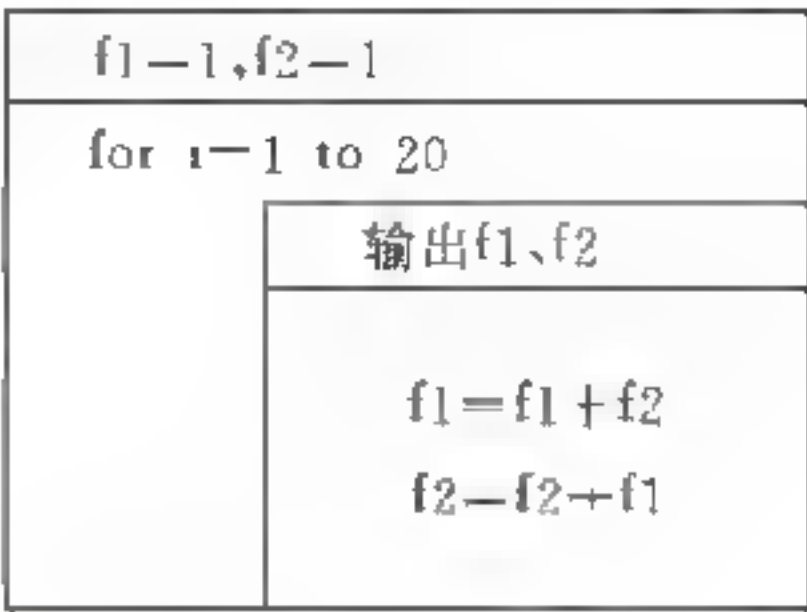 f1=1,f2=1
for i=1 to 20
输出f1、f2
f1=f1+f2
f2=f2+f1